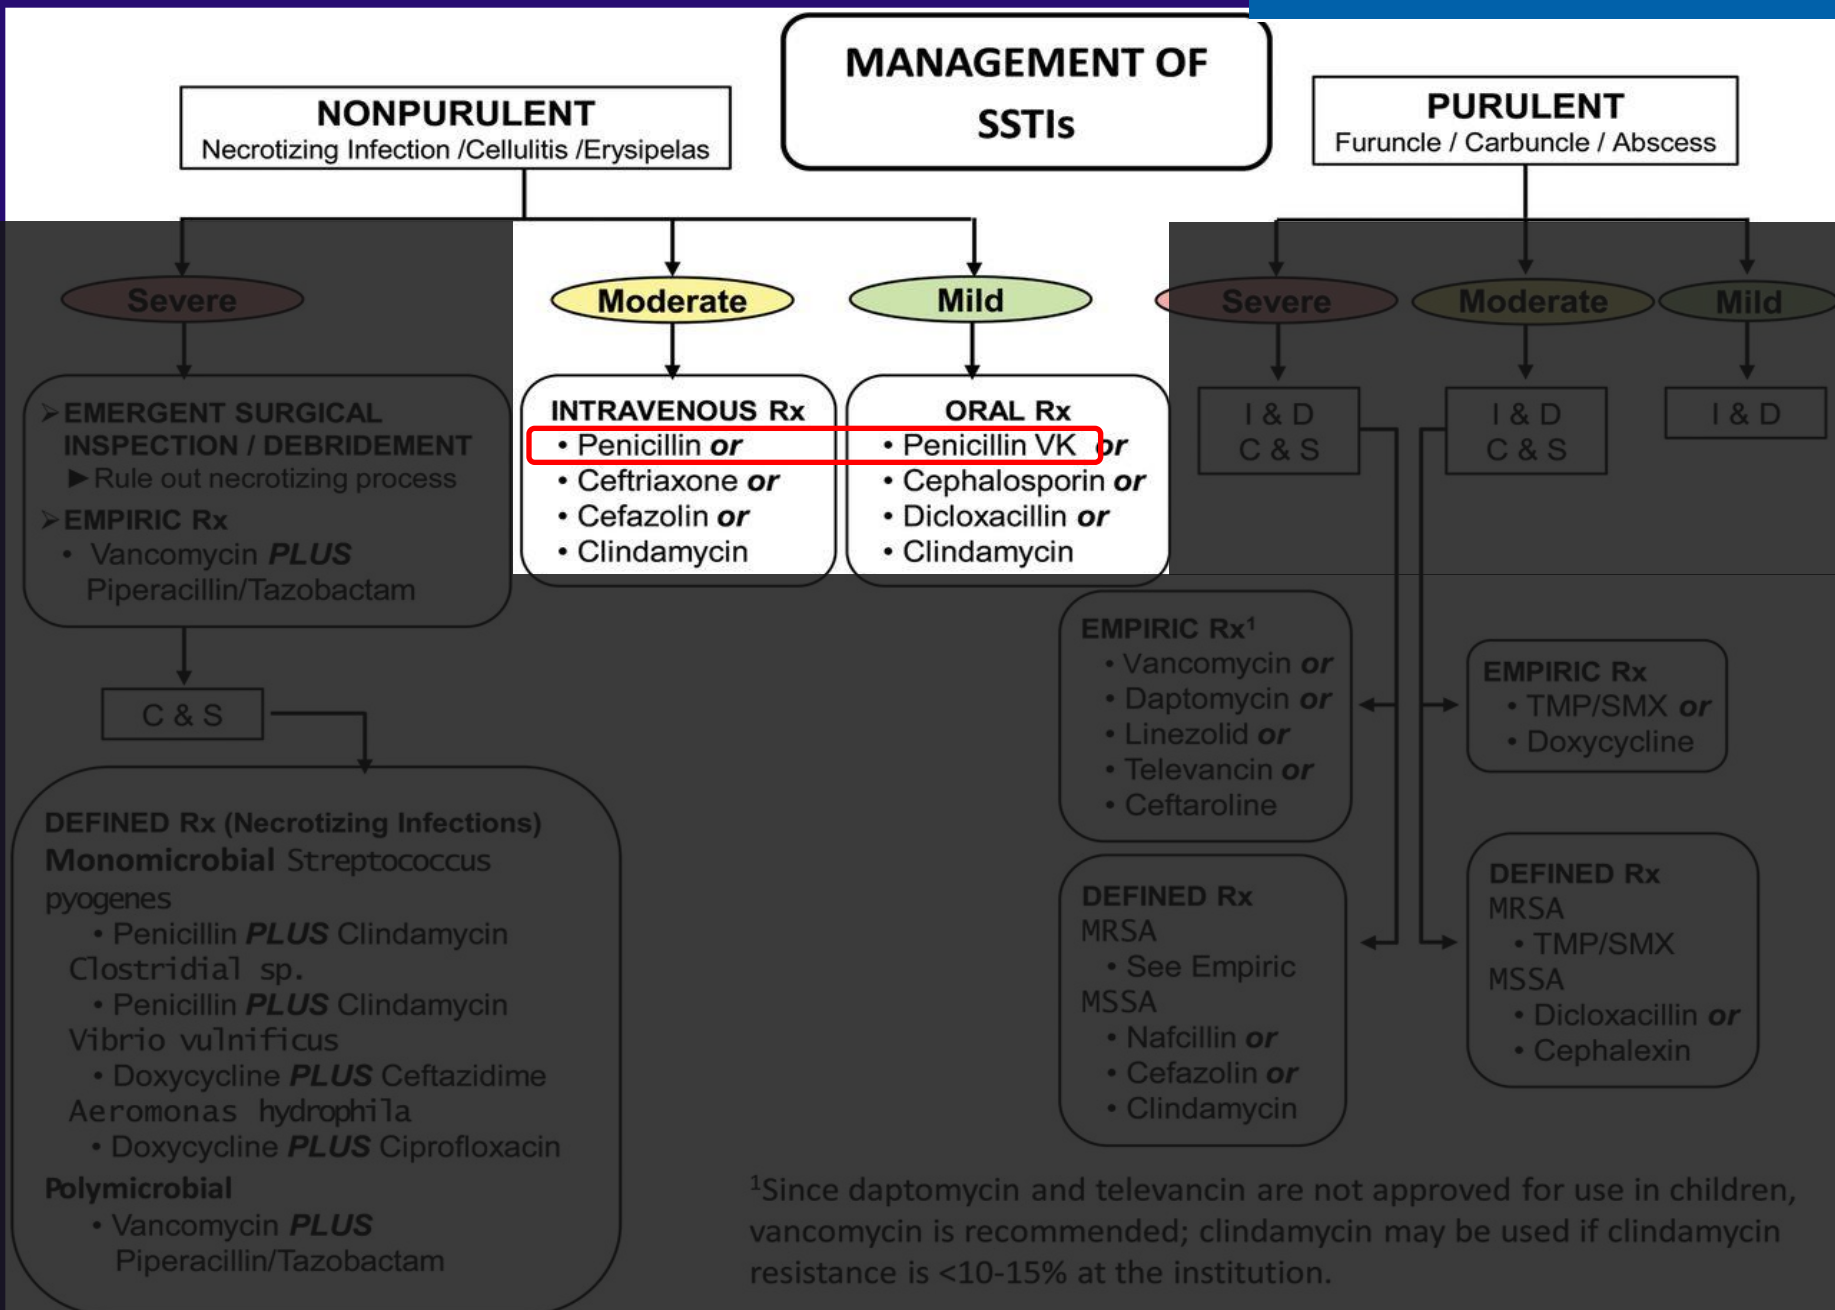 MANAGEMENT OF
SSTIs
NONPURULENT
Necrotizing Infection /Cellulitis /Erysipelas
PURULENT
Furuncle / Carbuncle / Abscess
Severe
Moderate
Mild
Severe
Moderate
Mild
➢EMERGENT SURGICAL
INSPECTION / DEBRIDEMENT
►Rule out necrotizing process
➢EMPIRIC Rx
• Vancomycin PLUS
Piperacillin/Tazobactam
INTRAVENOUS Rx
• Penicillin or
• Ceftriaxone or
• Cefazolin or
• Clindamycin
ORAL Rx
• Penicillin VK or
• Cephalosporin or
• Dicloxacillin or
• Clindamycin
I & D
C & S
I & D
C & S
I & D
C & S
DEFINED Rx (Necrotizing Infections)
Monomicrobial Streptococcus
pyogenes
• Penicillin PLUS Clindamycin
Clostridial sp.
• Penicillin PLUS Clindamycin
Vibrio vulnificus
• Doxycycline PLUS Ceftazidime
Aeromonas hydrophila
• Doxycycline PLUS Ciprofloxacin
Polymicrobial
• Vancomycin PLUS
Piperacillin/Tazobactam
EMPIRIC Rx¹
• Vancomycin or
• Daptomycin or
• Linezolid or
• Televancin or
• Ceftaroline
EMPIRIC Rx
• TMP/SMX or
• Doxycycline
DEFINED Rx
MRSA
• See Empiric
MSSA
• Nafcillin or
• Cefazolin or
• Clindamycin
DEFINED Rx
MRSA
• TMP/SMX
MSSA
• Dicloxacillin or
• Cephalexin
¹Since daptomycin and televancin are not approved for use in children,
vancomycin is recommended; clindamycin may be used if clindamycin
resistance is <10-15% at the institution.